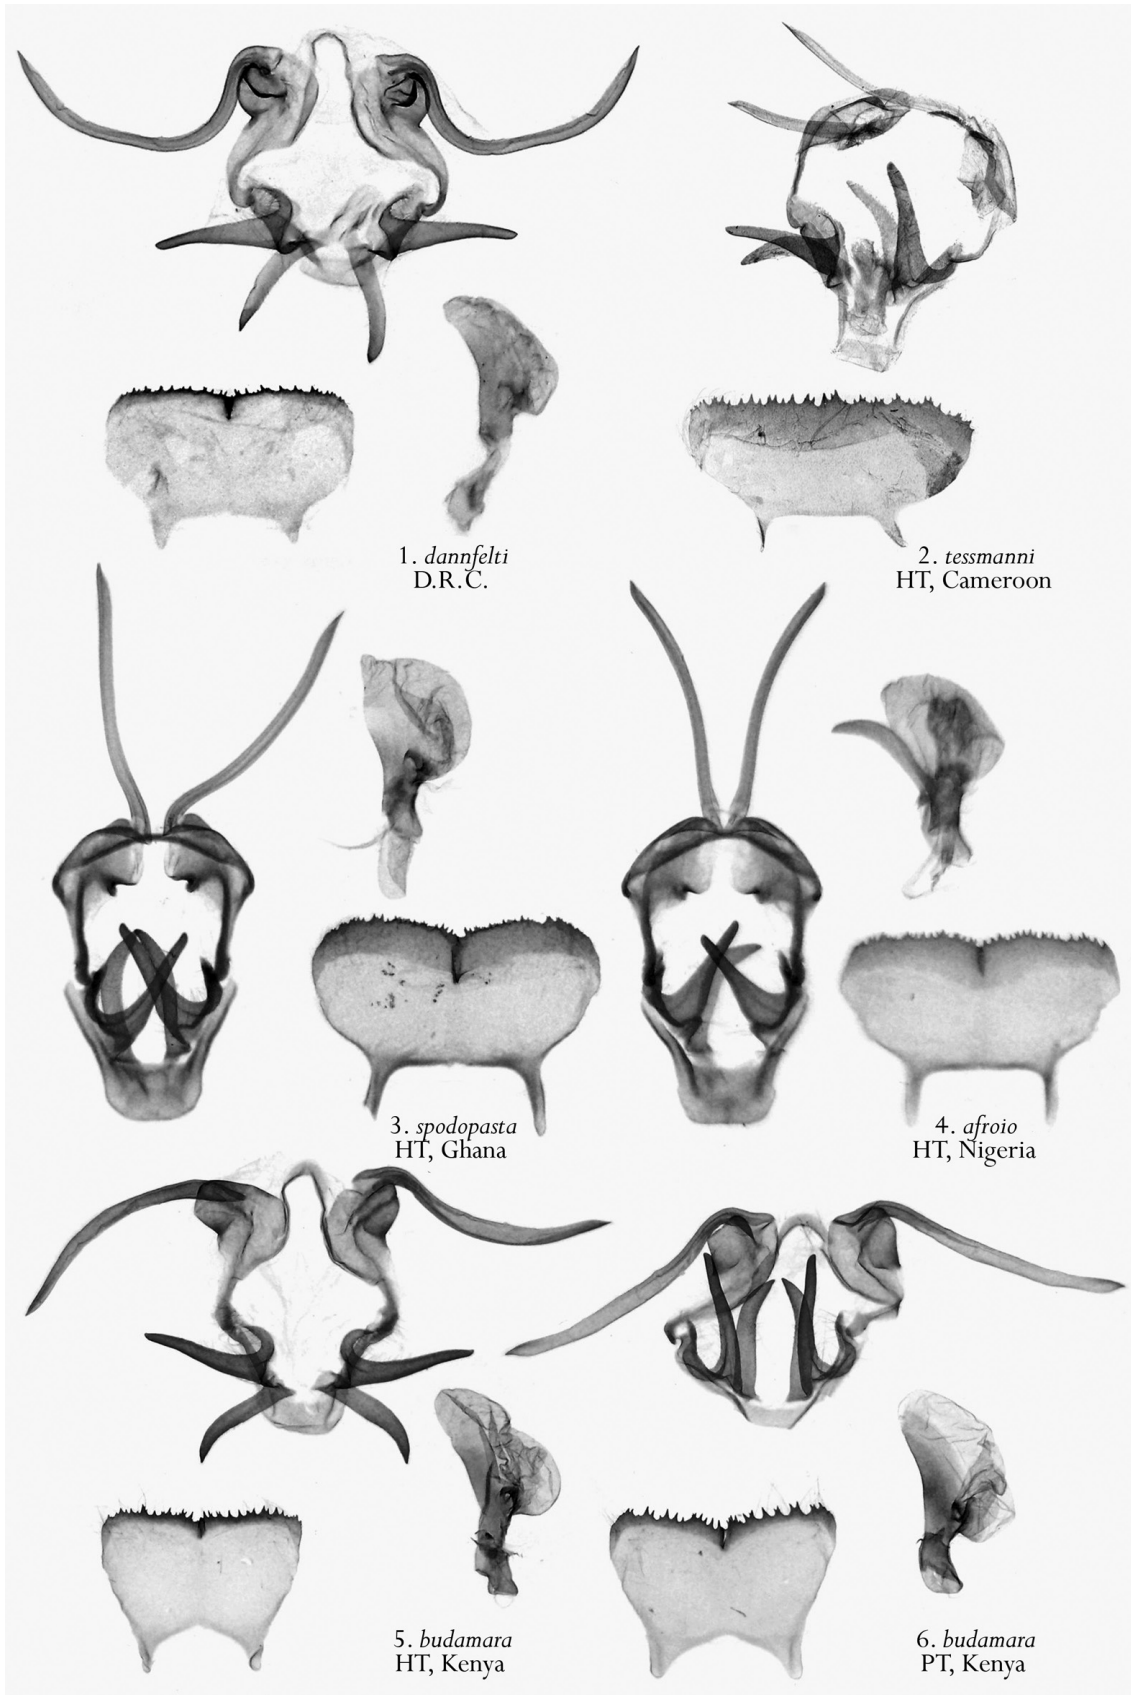 1. dannfelti
D.R.C.
2. tessmanni
HT, Cameroon
3. spodopasta
HT, Ghana
4. afroio
HT, Nigeria
5. budamara
HT, Kenya
6. budamara
PT, Kenya